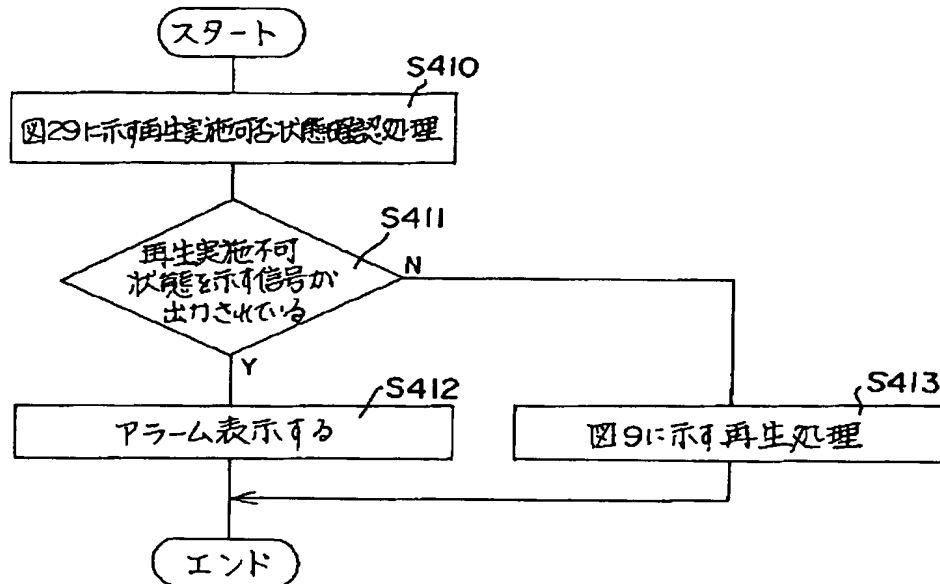 スタート
S410
図29に示す再生実施可否状態確認処理
S411
再生実施不可
状態を示す信号が
出力されている
N
Y
S412
アラーム表示する
S413
図9に示す再生処理
エンド